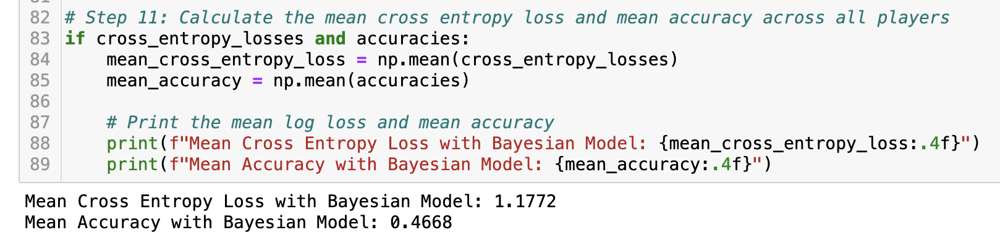 82 # Step 11: Calculate the mean cross entropy loss and mean accuracy across all players
83 if cross_entropy_losses and accuracies:
84     mean_cross_entropy_loss = np.mean(cross_entropy_losses)
85     mean_accuracy = np.mean(accuracies)
86
87     # Print the mean log loss and mean accuracy
88     print(f"Mean Cross Entropy Loss with Bayesian Model: {mean_cross_entropy_loss:.4f}")
89     print(f"Mean Accuracy with Bayesian Model: {mean_accuracy:.4f}")
Mean Cross Entropy Loss with Bayesian Model: 1.1772
Mean Accuracy with Bayesian Model: 0.4668